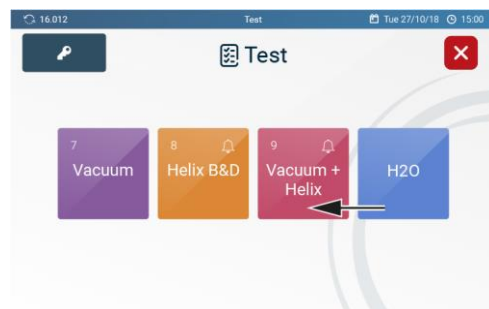 16.012
Test
Tue 27/10/18
15:00
Test
7
Vacuum
8
Helix B&D
9
Vacuum +
Helix
H2O